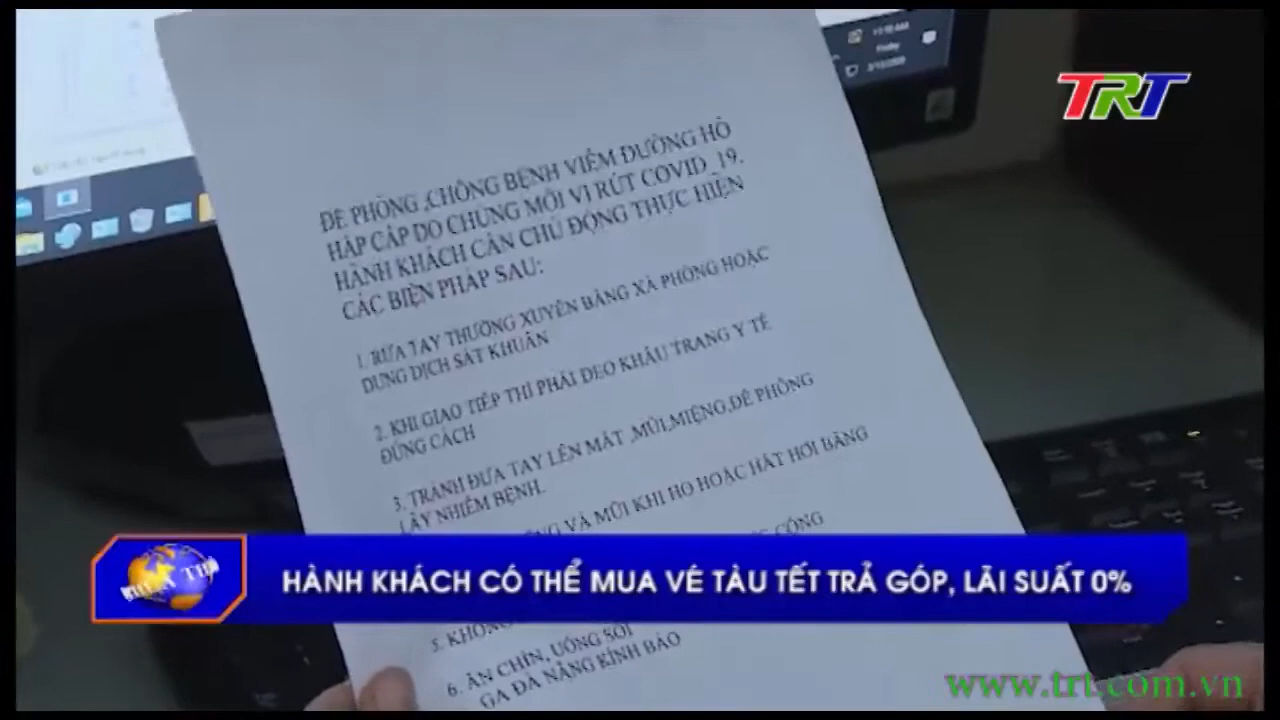 TRT
ĐỀ PHÒNG ,CHỐNG BỆNH VIÊM ĐƯỜNG HÔ
HẤP CẤP DO CHỦNG MỚI VI RÚT COVID_19.
HÀNH KHÁCH CẦN CHỦ ĐỘNG THỰC HIỆN
CÁC BIỆN PHÁP SAU:
1. RỬA TAY THƯỜNG XUYÊN BẰNG XÀ PHÒNG HOẶC
DUNG DỊCH SÁT KHUẨN
2. KHI GIAO TIẾP THÌ PHẢI ĐEO KHẨU TRANG Y TẾ
ĐÚNG CÁCH
3. TRÁNH ĐƯA TAY LÊN MẮT ,MŨI,MIỆNG,ĐỂ PHÒNG
LÂY NHIỄM BỆNH.
VÀ MŨI KHI HO HOẶC HẮT HƠI BẰNG
CÔNG
HÀNH KHÁCH CÓ THỂ MUA VÉ TÀU TẾT TRẢ GÓP, LÃI SUẤT 0%
5. KHÔNG
6. ĂN CHÍN, UỐNG SÔI
GA ĐÀ NẴNG KÍNH BÁO
www.trt.com.vn